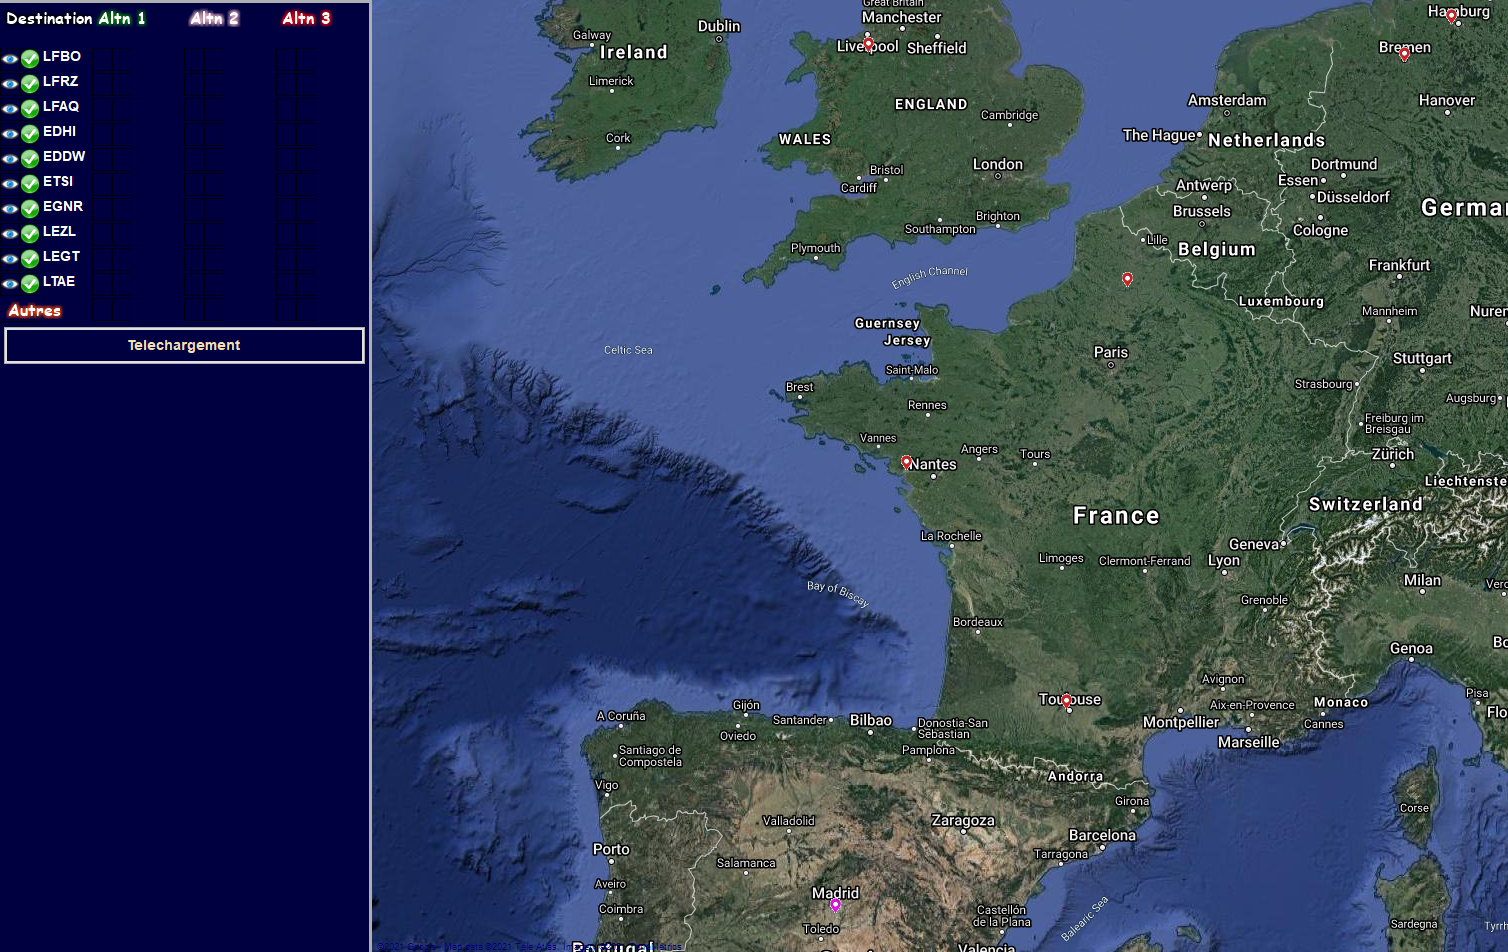 Destination Altn 1 Altn 2 Altn 3
LFBO
LFRZ
LFAQ
EDHI
EDDW
ETSI
EGNR
LEZL
LEGT
LTAE
Autres
Telechargement
Great Britain
Manchester
Hamburg
Dublin
Galway
Ireland
Liverpool
Sheffield
Bremen
Limerick
ENGLAND
Amsterdam
Hanover
Cambridge
Cork
WALES
The Hague
Netherlands
London
Dortmund
Bristol
Essen
Cardiff
Antwerp
Düsseldorf
Brussels
Brighton
Southampton
Cologne
Lille
Plymouth
Belgium
English Channel
Frankfurt
Luxembourg
Mannheim
Guernsey
Jersey
Celtic Sea
Paris
Stuttgart
Saint-Malo
Brest
Strasbourg
Augsburg
Rennes
Freiburg im
Breisgau
Vannes
Angers
Tours
Zürich
Nantes
Switzerland
France
La Rochelle
Geneva
Limoges
Clermont-Ferrand
Lyon
Milan
Bay of Biscay
Grenoble
Bordeaux
Genoa
Avignon
Pisa
Toulouse
Aix-en-Provence
Monaco
Gijón
A Coruña
Santander
Bilbao
Donostia-San
Sebastian
Montpellier
Cannes
Oviedo
Marseille
Santiago de
Compostela
Pamplona
Andorra
Vigo
Girona
Corse
Valladolid
Zaragoza
Barcelona
Porto
Tarragona
Salamanca
Aviero
Madrid
Coimbra
Castellón
de la Plana
Balearic Sea
Sardegna
Toledo
Portugal
Valencia